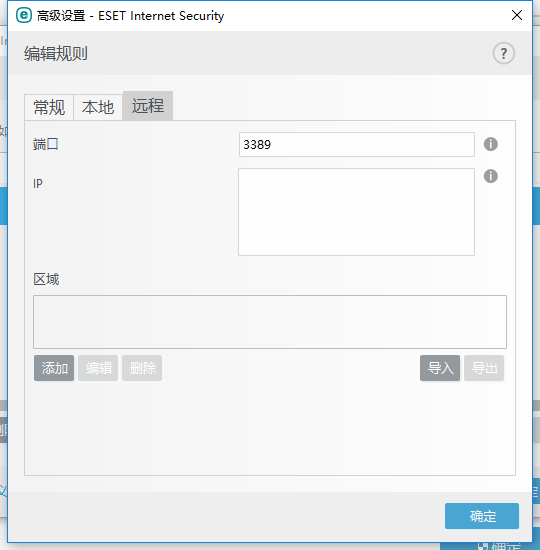 高级设置 - ESET Internet Security
编辑规则
?
常规 本地 远程
端口 3389
IP
区域
添加 编辑 删除 导入 导出
确定